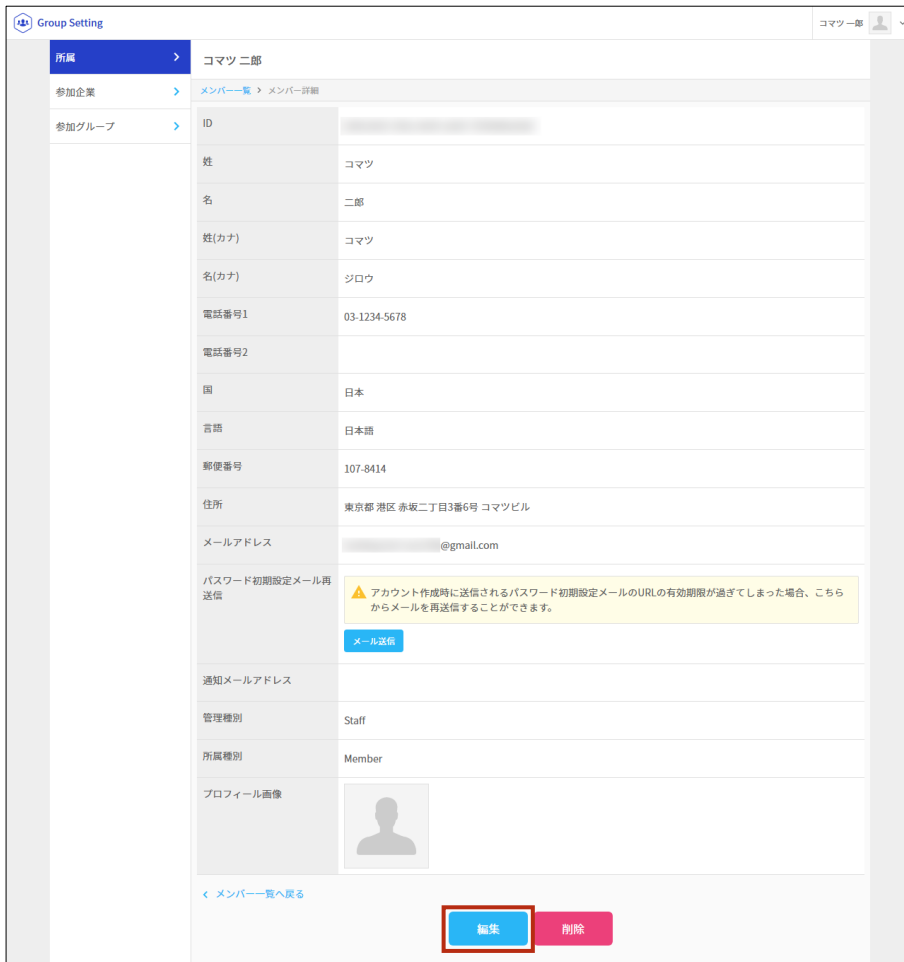 Group Setting
コマツ 一郎
所属
参加企業
参加グループ
コマツ 二郎
メンバー一覧 > メンバー詳細
ID
姓 コマツ
名 二郎
姓(カナ) コマツ
名(カナ) ジロウ
電話番号1 03-1234-5678
電話番号2
国 日本
言語 日本語
郵便番号 107-8414
住所 東京都 港区 赤坂二丁目3番6号 コマツビル
メールアドレス @gmail.com
パスワード初期設定メール再
送信
アカウント作成時に送信されるパスワード初期設定メールのURLの有効期限が過ぎてしまった場合、こちら
からメールを再送信することができます。
メール送信
通知メールアドレス
管理種別 Staff
所属種別 Member
プロフィール画像
メンバー一覧へ戻る
編集 削除